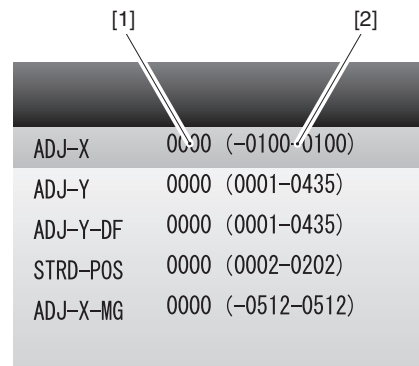 [1] [2]
ADJ-X 0000 (-0100-0100)
ADJ-Y 0000 (0001-0435)
ADJ-Y-DF 0000 (0001-0435)
STRD-POS 0000 (0002-0202)
ADJ-X-MG 0000 (-0512-0512)